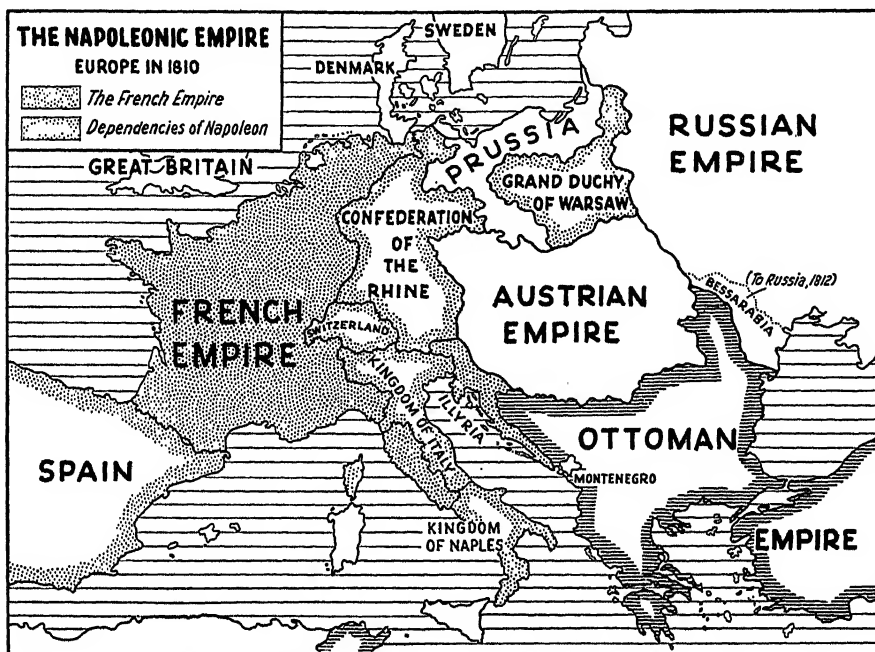 THE NAPOLEONIC EMPIRE
EUROPE IN 1810
The French Empire
Dependencies of Napoleon
SWEDEN
DENMARK
GREAT BRITAIN
PRUSSIA
RUSSIAN
EMPIRE
GRAND DUCHY
OF WARSAW
CONFEDERATION
OF
THE
RHINE
FRENCH
EMPIRE
SWITZERLAND
AUSTRIAN
EMPIRE
(To Russia, 1812)
BESSARABIA
KINGDOM OF ITALY
ILLYRIA
SPAIN
OTTOMAN
MONTENEGRO
KINGDOM
OF NAPLES
EMPIRE